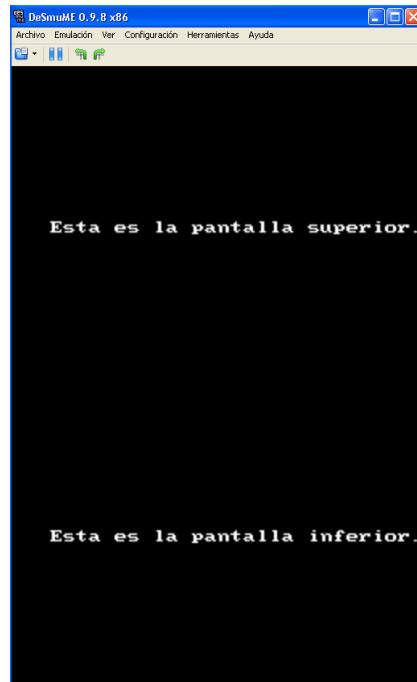 DeSmuME 0.9.8 x86
Archivo Emulación Ver Configuración Herramientas Ayuda
Esta es la pantalla superior.
Esta es la pantalla inferior.